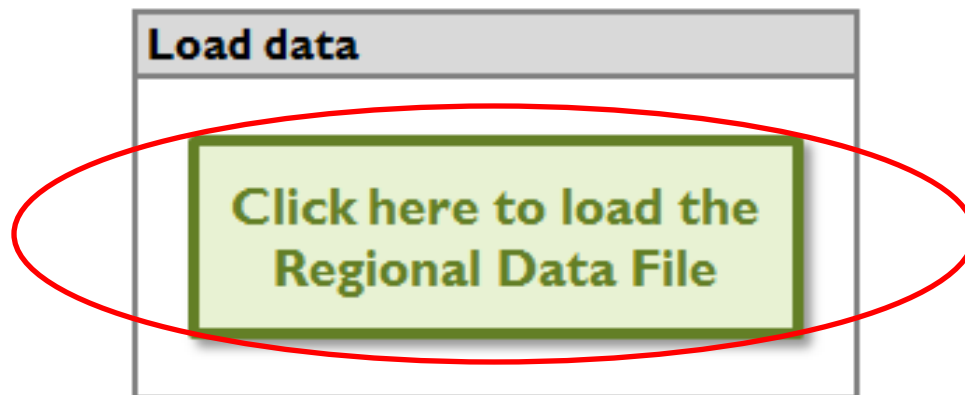 Load data
Click here to load the
Regional Data File